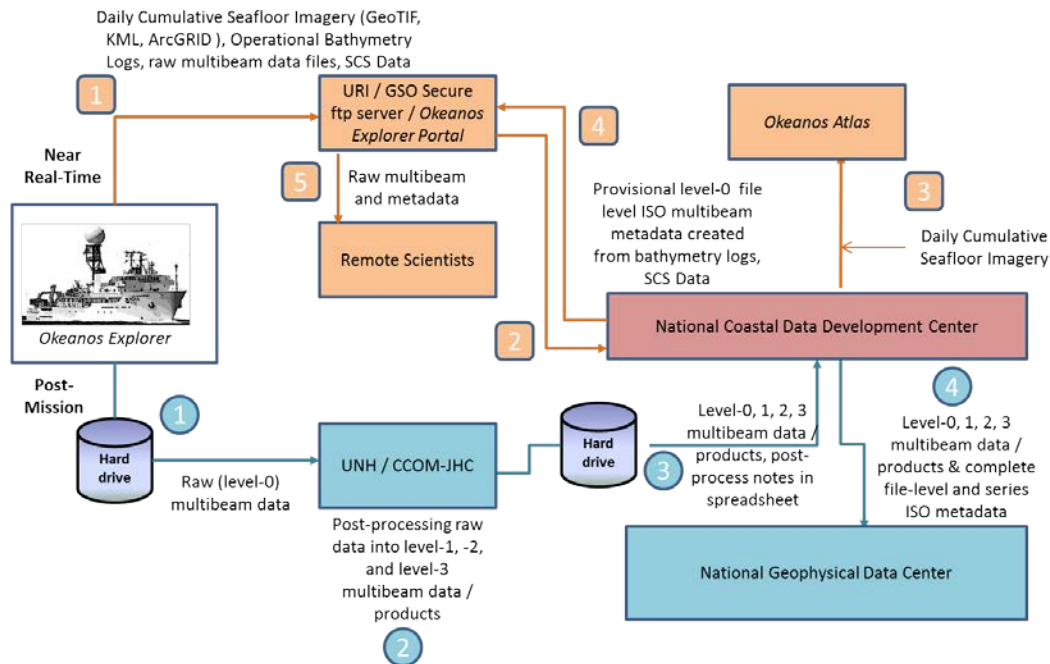 Daily Cumulative Seafloor Imagery (GeoTIF,
KML, ArcGRID ), Operational Bathymetry
Logs, raw multibeam data files, SCS Data
1
URI / GSO Secure
ftp server / Okeanos
Explorer Portal
4
Okeanos Atlas
Near
Real-Time
5
Raw multibeam
and metadata
Provisional level-0 file
level ISO multibeam
metadata created
from bathymetry logs,
SCS Data
3
Daily Cumulative
Seafloor Imagery
Remote Scientists
Okeanos Explorer
2
National Coastal Data Development Center
Post-
Mission
1
Hard
drive
Raw (level-0)
multibeam data
UNH / CCOM-JHC
Hard
drive
3
Level-0, 1, 2, 3
multibeam data /
products, post-
process notes in
spreadsheet
4
Level-0, 1, 2, 3
multibeam data /
products & complete
file-level and series
ISO metadata
Post-processing raw
data into level-1, -2,
and level-3
multibeam data /
products
2
National Geophysical Data Center